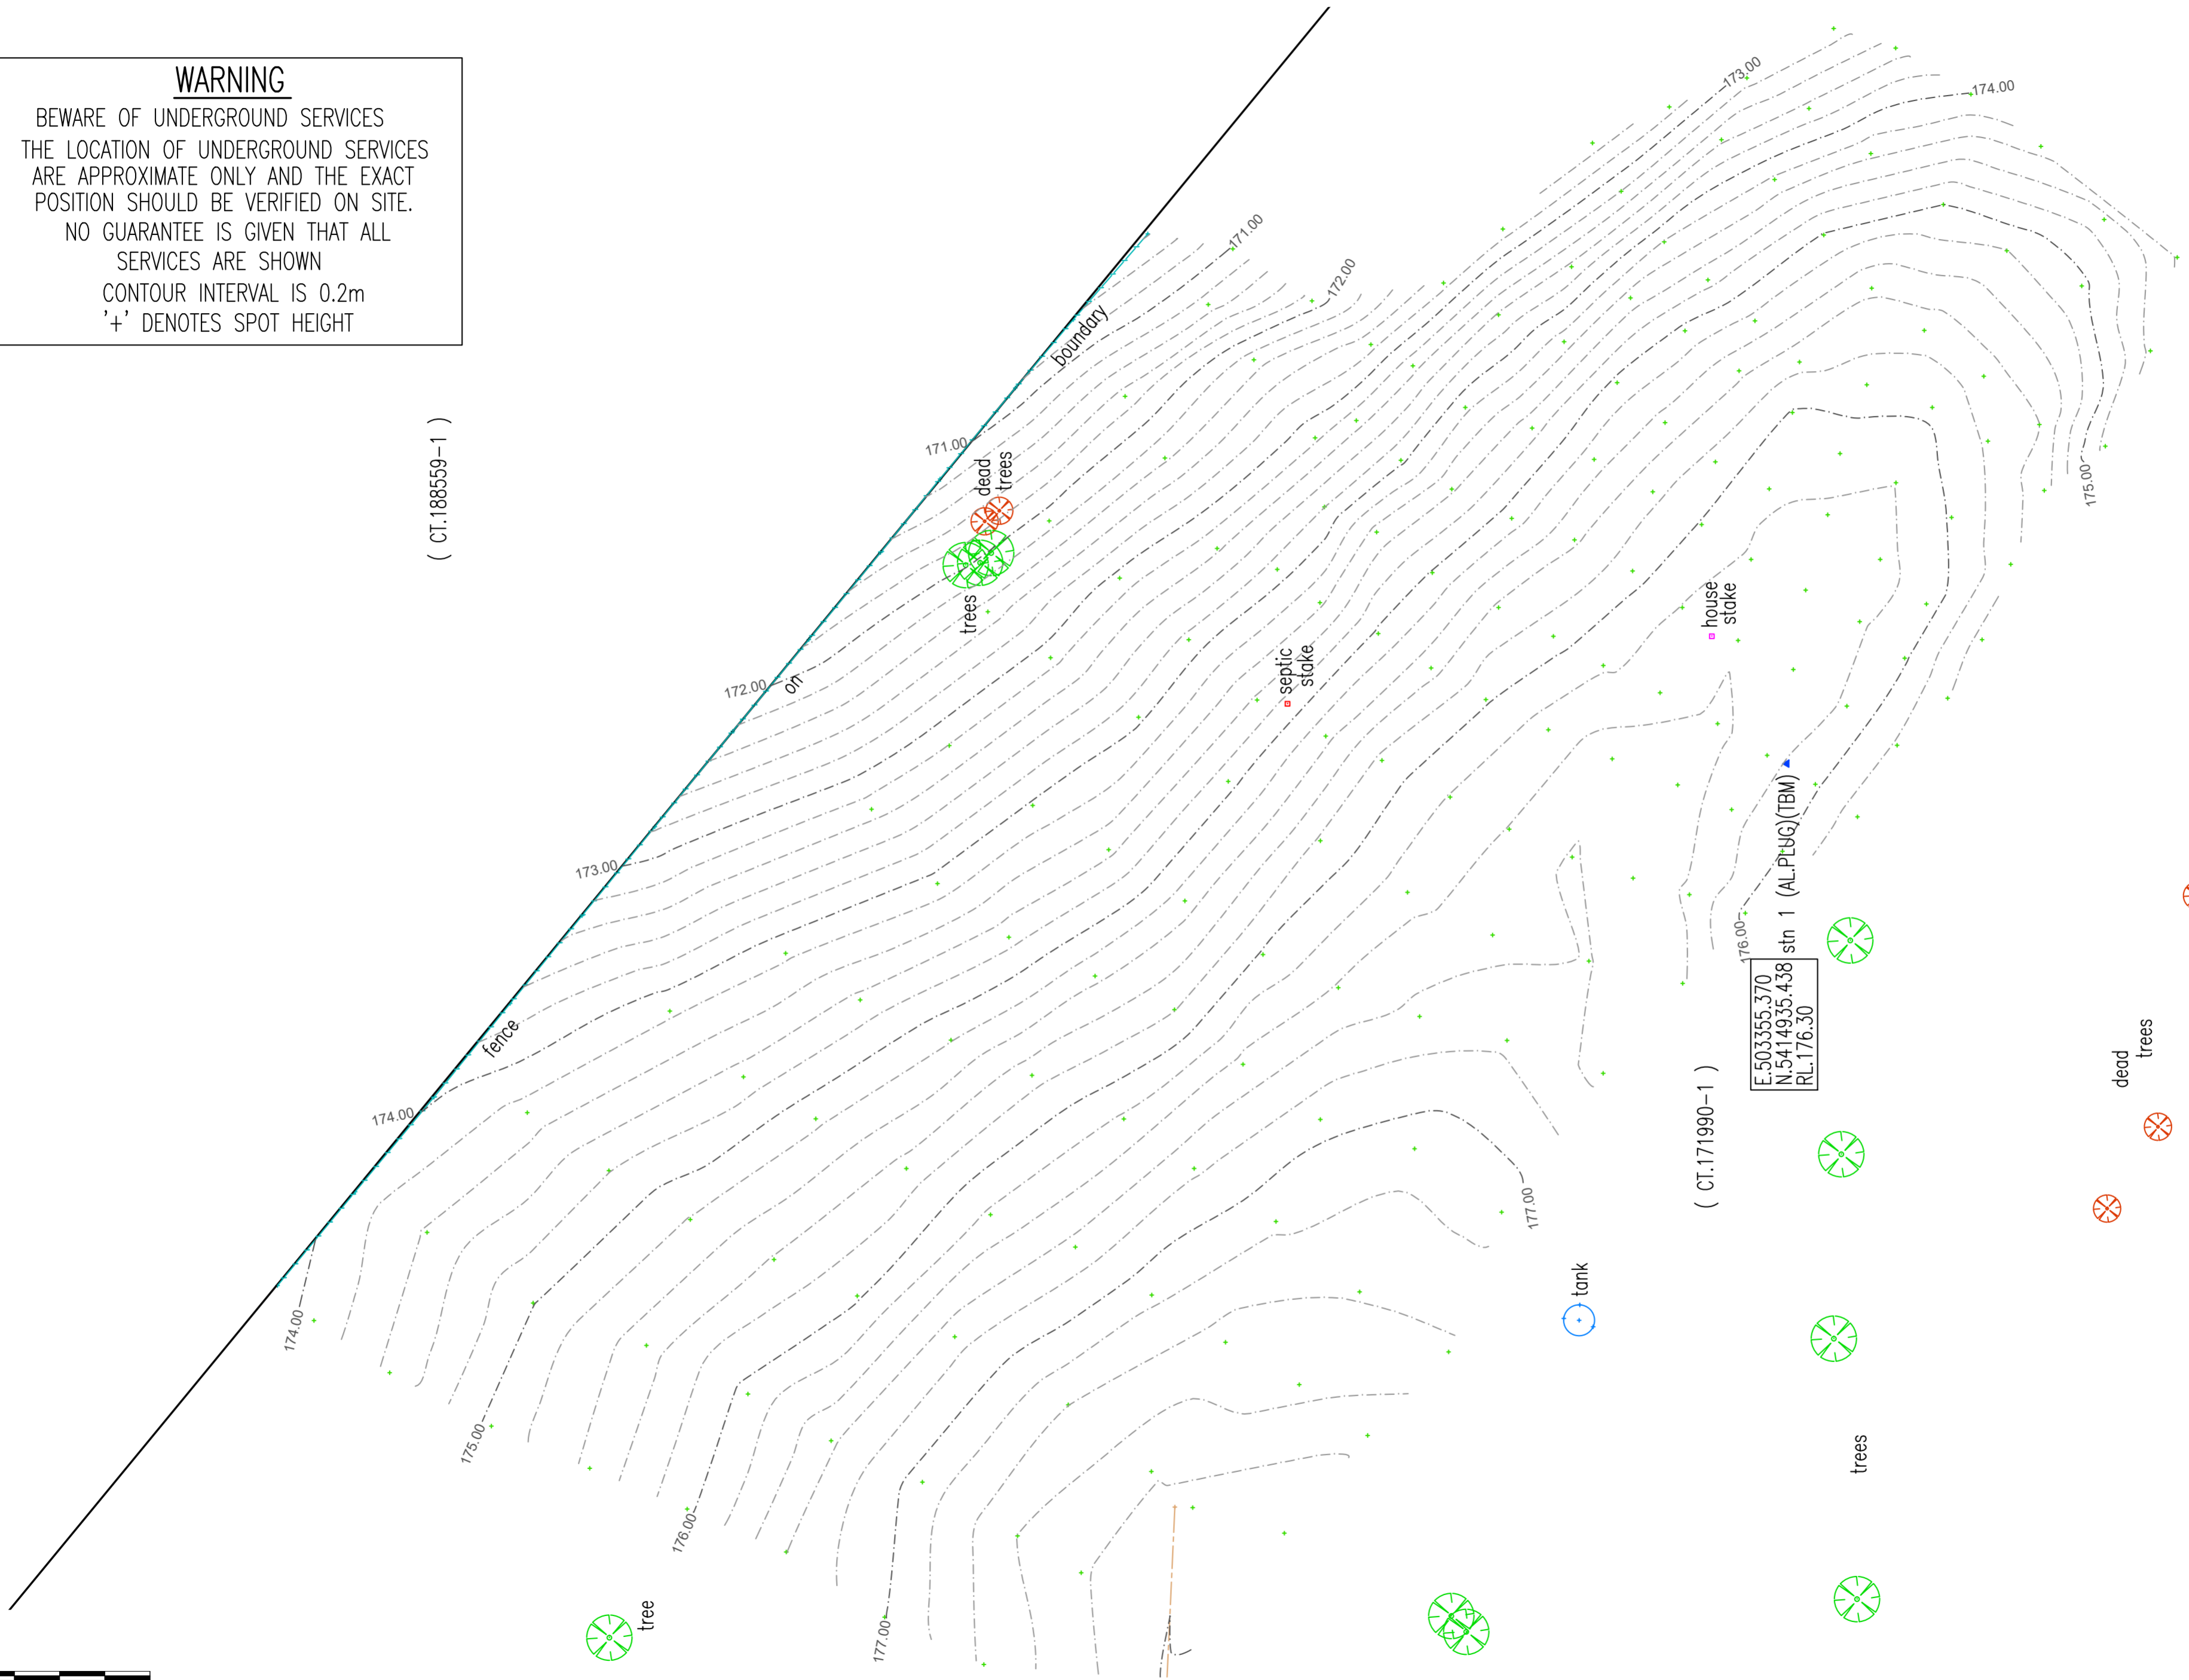 WARNING
BEWARE OF UNDERGROUND SERVICES
THE LOCATION OF UNDERGROUND SERVICES
ARE APPROXIMATE ONLY AND THE EXACT
POSITION SHOULD BE VERIFIED ON SITE.
NO GUARANTEE IS GIVEN THAT ALL
SERVICES ARE SHOWN
CONTOUR INTERVAL IS 0.2m
'+' DENOTES SPOT HEIGHT
( CT.188559-1 )
173.00
174.00
171.00
172.00
boundary
171.00
dead
trees
175.00
trees
house
stake
septic
stake
172.00
on
stn 1 (AL.PLUG)(TBM)
173.00
176.00
E.503355.370
N.5414935.438
RL.176.30
fence
174.00
dead
trees
( CT.171990-1 )
177.00
tank
174.00
175.00
trees
176.00
tree
177.00